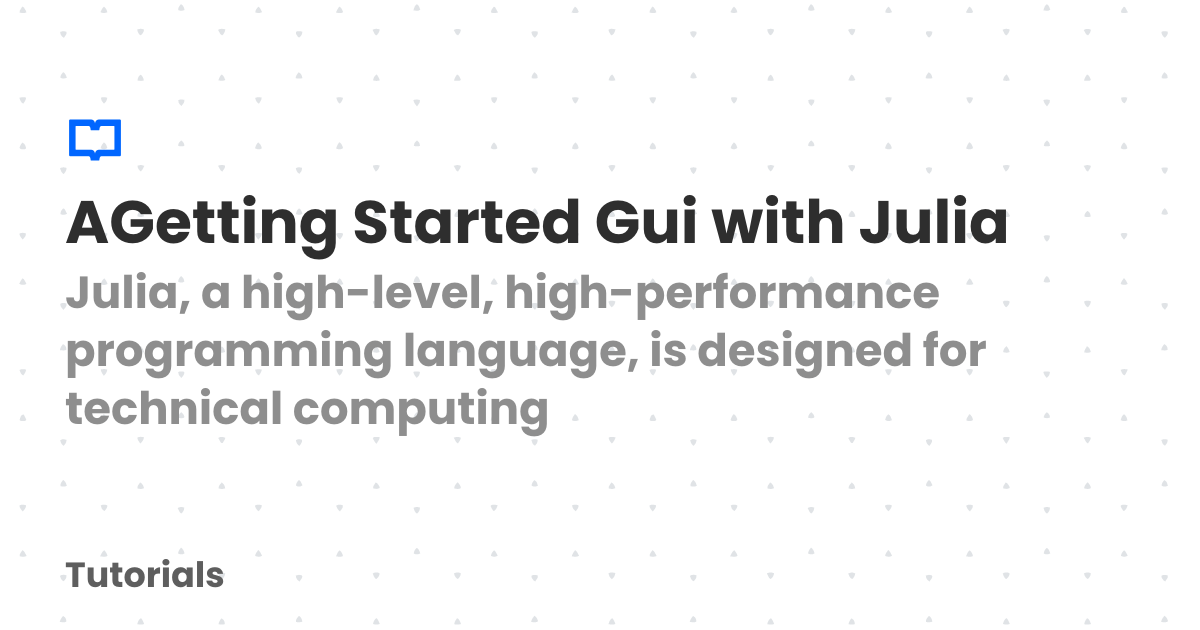 AGetting Started Gui with Julia
Julia, a high-level, high-performance
programming language, is designed for
technical computing
Tutorials